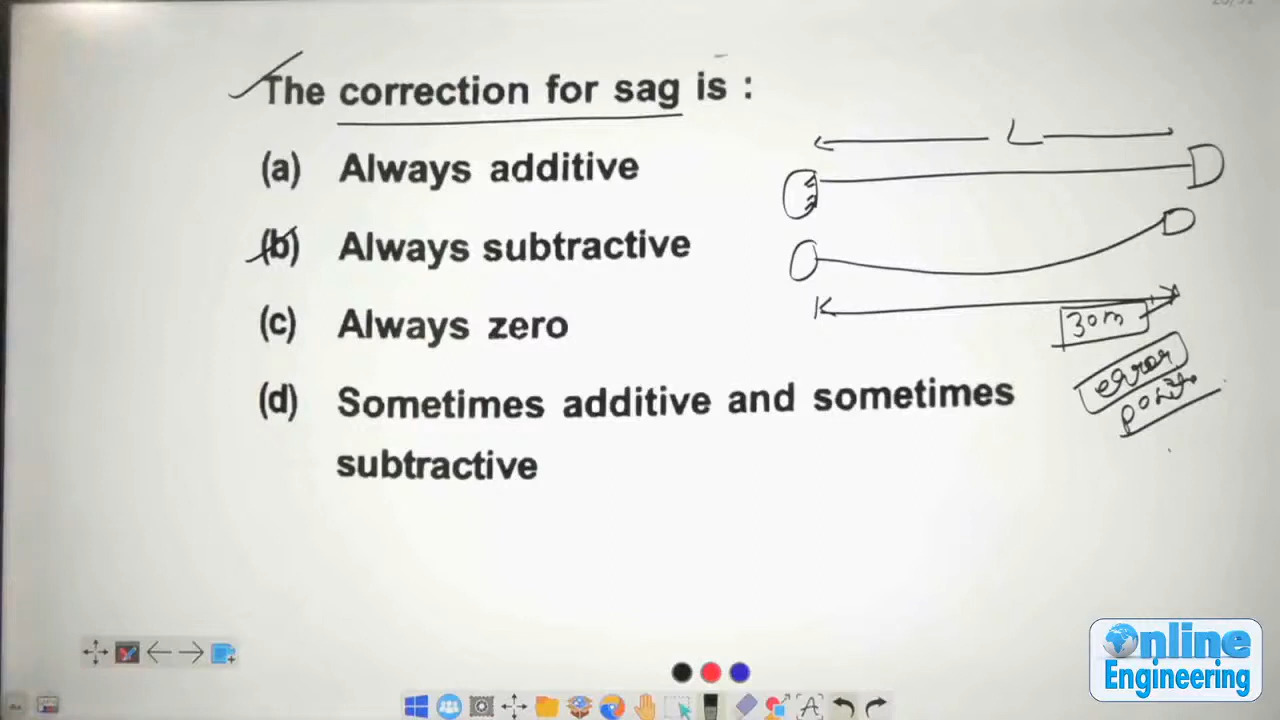 The correction for sag is :
(a) Always additive
(b) Always subtractive
(c) Always zero
(d) Sometimes additive and sometimes
subtractive
L
30m
error
Online
Engineering